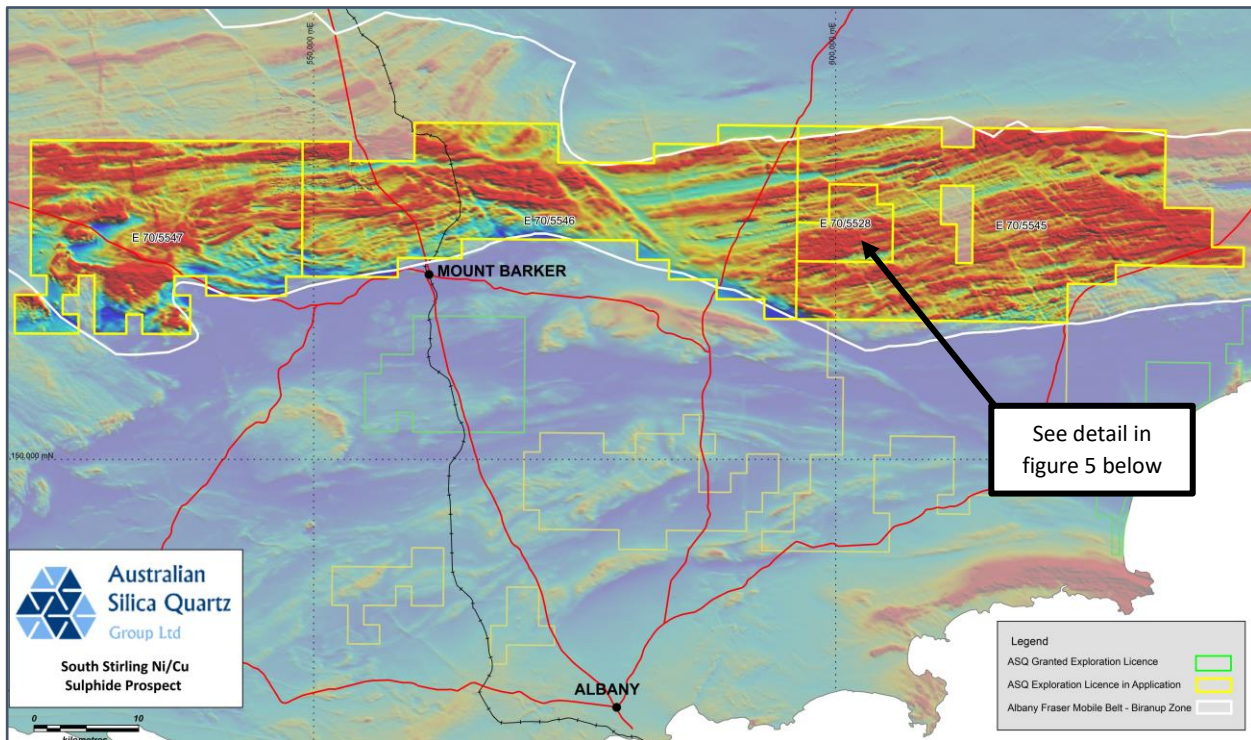 550,000 mE
600,000 mE
E 70/5547
E 70/5546
E 70/5528
E 70/5545
MOUNT BARKER
See detail in
figure 5 below
150,000 mN
Australian
Silica Quartz
Group Ltd
South Stirling Ni/Cu
Sulphide Prospect
0 10
kilometres
ALBANY
Legend
ASQ Granted Exploration Licence
ASQ Exploration Licence in Application
Albany Fraser Mobile Belt - Biranup Zone